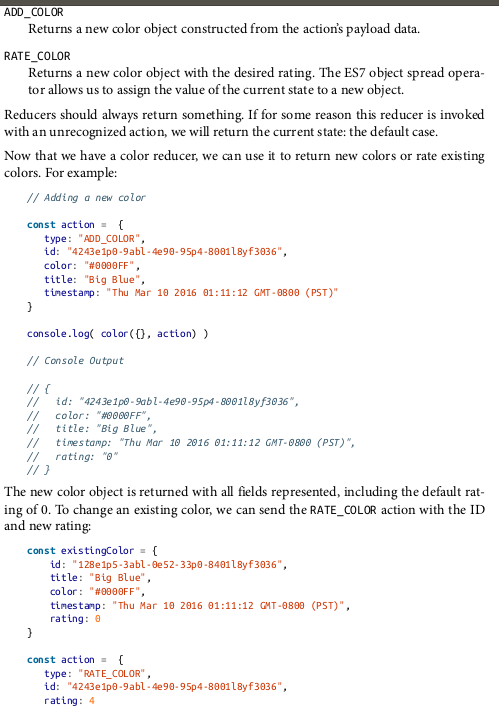 ADD_COLOR
Returns a new color object constructed from the action's payload data.
RATE_COLOR
Returns a new color object with the desired rating. The ES7 object spread opera-
tor allows us to assign the value of the current state to a new object.
Reducers should always return something. If for some reason this reducer is invoked
with an unrecognized action, we will return the current state: the default case.
Now that we have a color reducer, we can use it to return new colors or rate existing
colors. For example:
// Adding a new color
const action =  {
type: "ADD_COLOR",
id: "4243e1p0-9abl-4e90-95p4-8001l8yf3036",
color: "#0000FF",
title: "Big Blue",
timestamp: "Thu Mar 10 2016 01:11:12 GMT-0800 (PST)"
}
console.log( color({}, action) )
// Console Output
// {
//   id: "4243e1p0-9abl-4e90-95p4-8001l8yf3036",
//   color: "#0000FF",
//   title: "Big Blue",
//   timestamp: "Thu Mar 10 2016 01:11:12 GMT-0800 (PST)",
//   rating: "0"
// }
The new color object is returned with all fields represented, including the default rat-
ing of 0. To change an existing color, we can send the RATE_COLOR action with the ID
and new rating:
const existingColor = {
id: "128e1p5-3abl-0e52-33p0-8401l8yf3036",
title: "Big Blue",
color: "#0000FF",
timestamp: "Thu Mar 10 2016 01:11:12 GMT-0800 (PST)",
rating: 0
}
const action =  {
type: "RATE_COLOR",
id: "4243e1p0-9abl-4e90-95p4-8001l8yf3036",
rating: 4